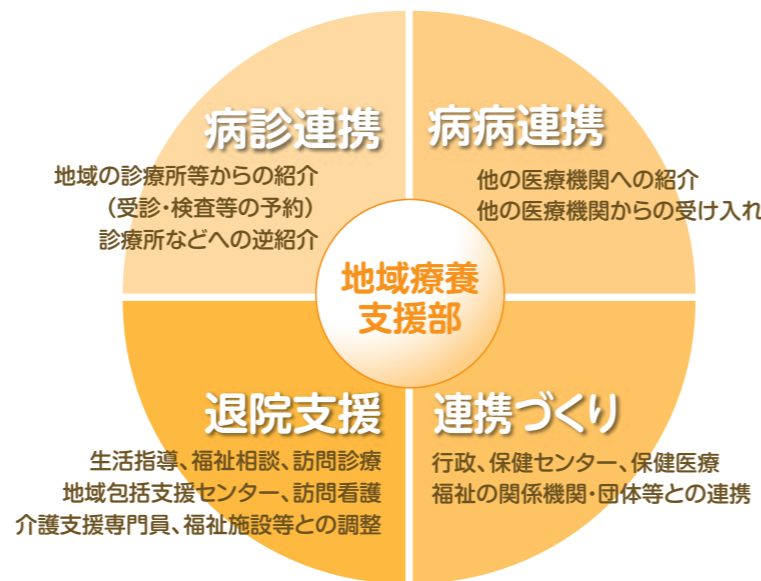 病診連携
地域の診療所等からの紹介
（受診・検査等の予約）
診療所などへの逆紹介
病病連携
他の医療機関への紹介
他の医療機関からの受け入れ
地域療養
支援部
退院支援
生活指導、福祉相談、訪問診療
地域包括支援センター、訪問看護
介護支援専門員、福祉施設等との調整
連携づくり
行政、保健センター、保健医療
福祉の関係機関・団体等との連携